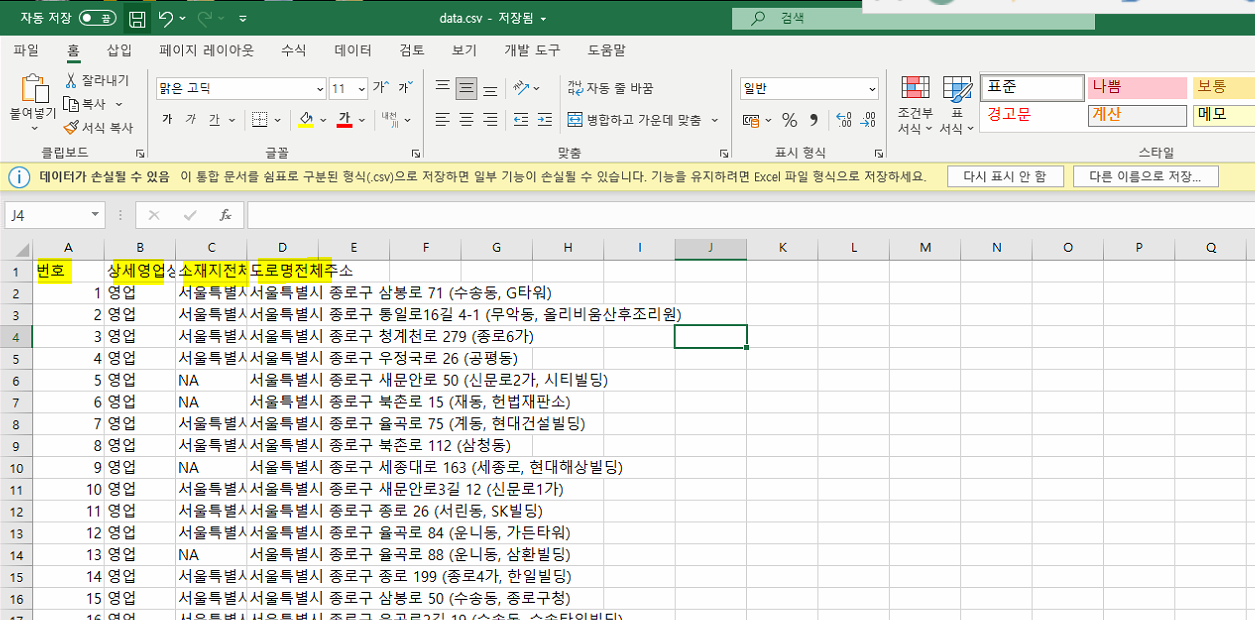 자동 저장 끔 data.csv - 저장됨 검색
파일 홈 삽입 페이지 레이아웃 수식 데이터 검토 보기 개발 도구 도움말
붙여넣기 잘라내기 복사 서식 복사
클립보드
맑은 고딕 11 가 가
가 가 가 가 내천
글꼴
자동 줄 바꿈
병합하고 가운데 맞춤
맞춤
일반
% 9 .00 .00
표시 형식
조건부 서식 표 서식
표준 나쁨 보통
경고문 계산 메모
스타일
데이터가 손실될 수 있음 이 통합 문서를 쉼표로 구분된 형식(.csv)으로 저장하면 일부 기능이 손실될 수 있습니다. 기능을 유지하려면 Excel 파일 형식으로 저장하세요. 다시 표시 안 함 다른 이름으로 저장...
J4 fx
A B C D E F G H I J K L M N O P Q
1 번호 상세영업상 소재지전체 도로명전체주소
2 1 영업 서울특별시 서울특별시 종로구 삼봉로 71 (수송동, G타워)
3 2 영업 서울특별시 서울특별시 종로구 통일로16길 4-1 (무악동, 올리비움산후조리원)
4 3 영업 서울특별시 서울특별시 종로구 청계천로 279 (종로6가)
5 4 영업 서울특별시 서울특별시 종로구 우정국로 26 (공평동)
6 5 영업 NA 서울특별시 종로구 새문안로 50 (신문로2가, 시티빌딩)
7 6 영업 NA 서울특별시 종로구 북촌로 15 (재동, 헌법재판소)
8 7 영업 서울특별시 서울특별시 종로구 율곡로 75 (계동, 현대건설빌딩)
9 8 영업 서울특별시 서울특별시 종로구 북촌로 112 (삼청동)
10 9 영업 NA 서울특별시 종로구 세종대로 163 (세종로, 현대해상빌딩)
11 10 영업 서울특별시 서울특별시 종로구 새문안로3길 12 (신문로1가)
12 11 영업 서울특별시 서울특별시 종로구 종로 26 (서린동, SK빌딩)
13 12 영업 서울특별시 서울특별시 종로구 율곡로 84 (운니동, 가든타워)
14 13 영업 NA 서울특별시 종로구 율곡로 88 (운니동, 삼환빌딩)
15 14 영업 서울특별시 서울특별시 종로구 종로 199 (종로4가, 한일빌딩)
16 15 영업 서울특별시 서울특별시 종로구 삼봉로 50 (수송동, 종로구청)